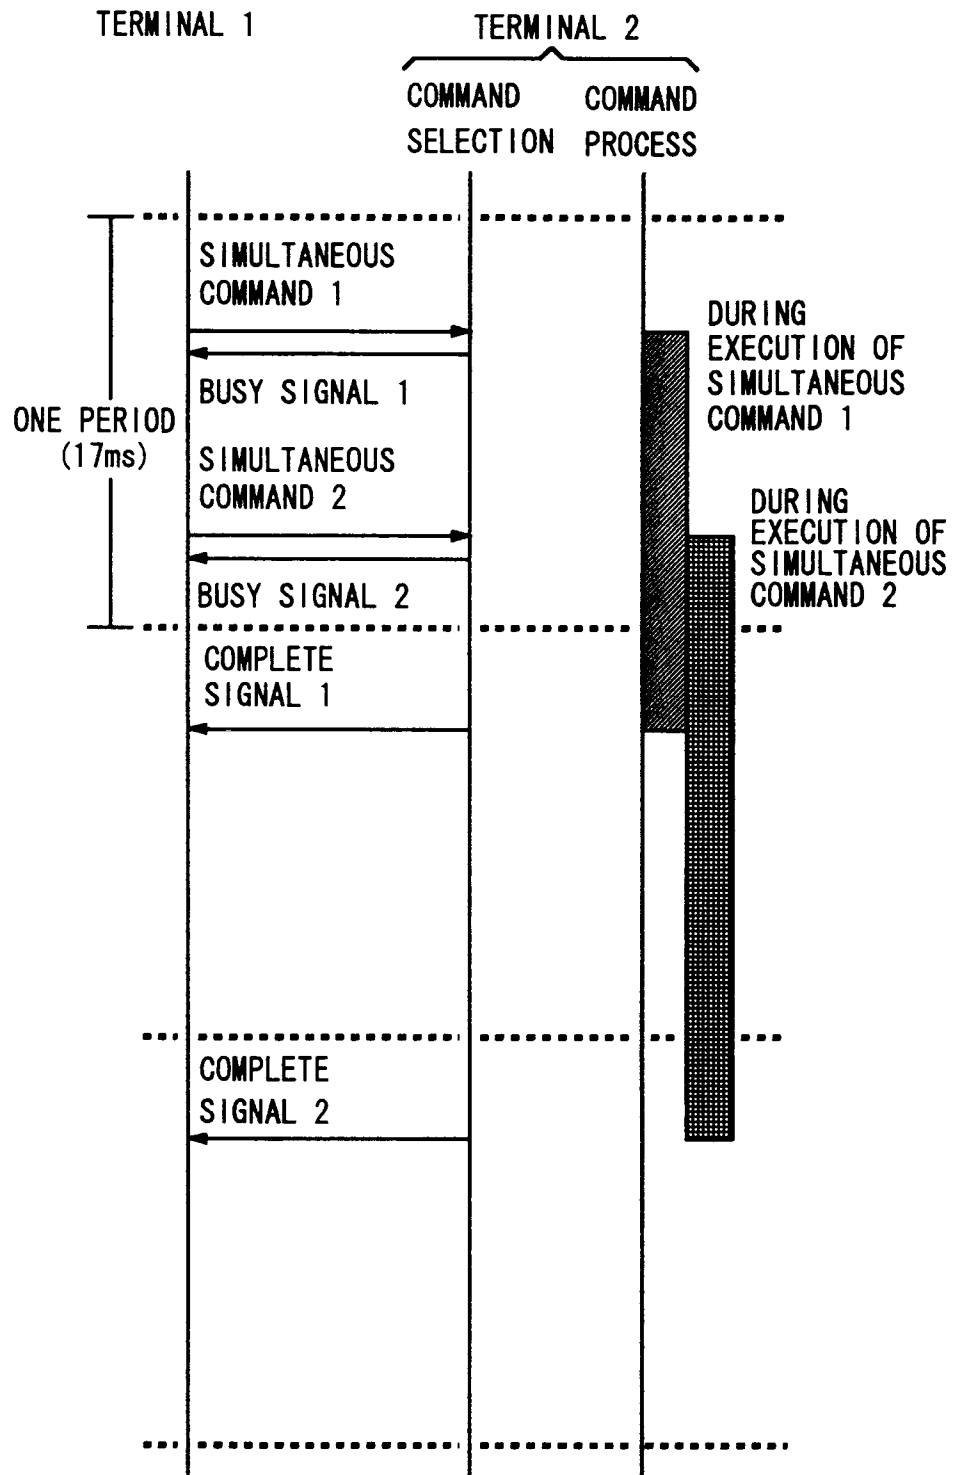 TERMINAL 1
TERMINAL 2
COMMAND SELECTION
COMMAND PROCESS
SIMULTANEOUS
COMMAND 1
DURING
EXECUTION OF
SIMULTANEOUS
COMMAND 1
BUSY SIGNAL 1
ONE PERIOD
(17ms)
SIMULTANEOUS
COMMAND 2
DURING
EXECUTION OF
SIMULTANEOUS
COMMAND 2
BUSY SIGNAL 2
COMPLETE
SIGNAL 1
COMPLETE
SIGNAL 2